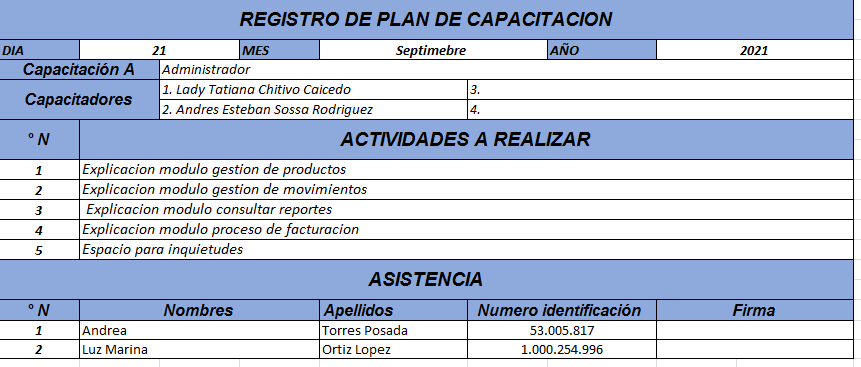 REGISTRO DE PLAN DE CAPACITACION
DIA 21 MES Septimebre AÑO 2021
Capacitación A Administrador
Capacitadores
1. Lady Tatiana Chitivo Caicedo 3.
2. Andres Esteban Sossa Rodriguez 4.
° N ACTIVIDADES A REALIZAR
1 Explicacion modulo gestion de productos
2 Explicacion modulo gestion de movimientos
3 Explicacion modulo consultar reportes
4 Explicacion modulo proceso de facturacion
5 Espacio para inquietudes
ASISTENCIA
° N Nombres Apellidos Numero identificación Firma
1 Andrea Torres Posada 53.005.817
2 Luz Marina Ortiz Lopez 1.000.254.996